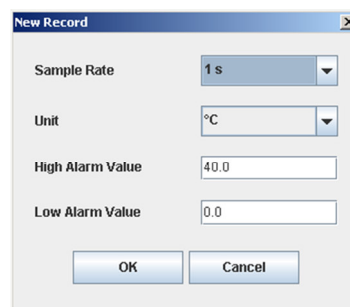 New Record
Sample Rate 1 s
Unit °C
High Alarm Value 40.0
Low Alarm Value 0.0
OK Cancel